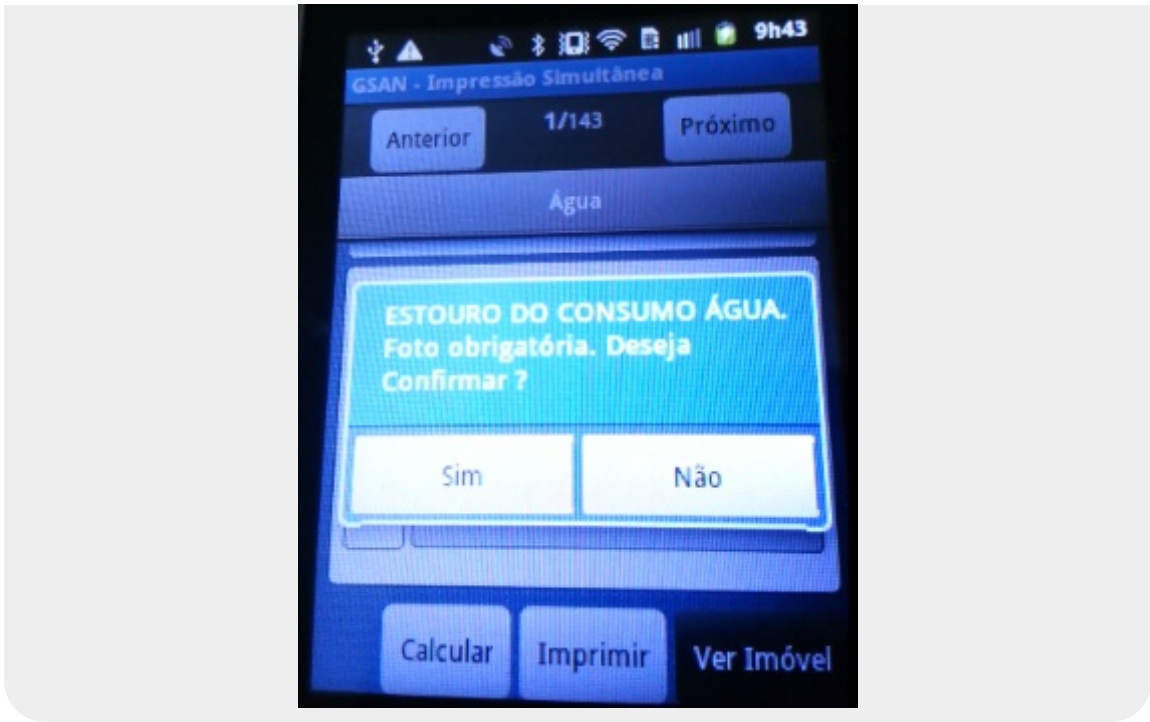 9h43
GSAN - Impressão Simultânea
Anterior 1/143 Próximo
Água
ESTOURO DO CONSUMO ÁGUA.
Foto obrigatória. Deseja
Confirmar ?
Sim Não
Calcular Imprimir Ver Imóvel